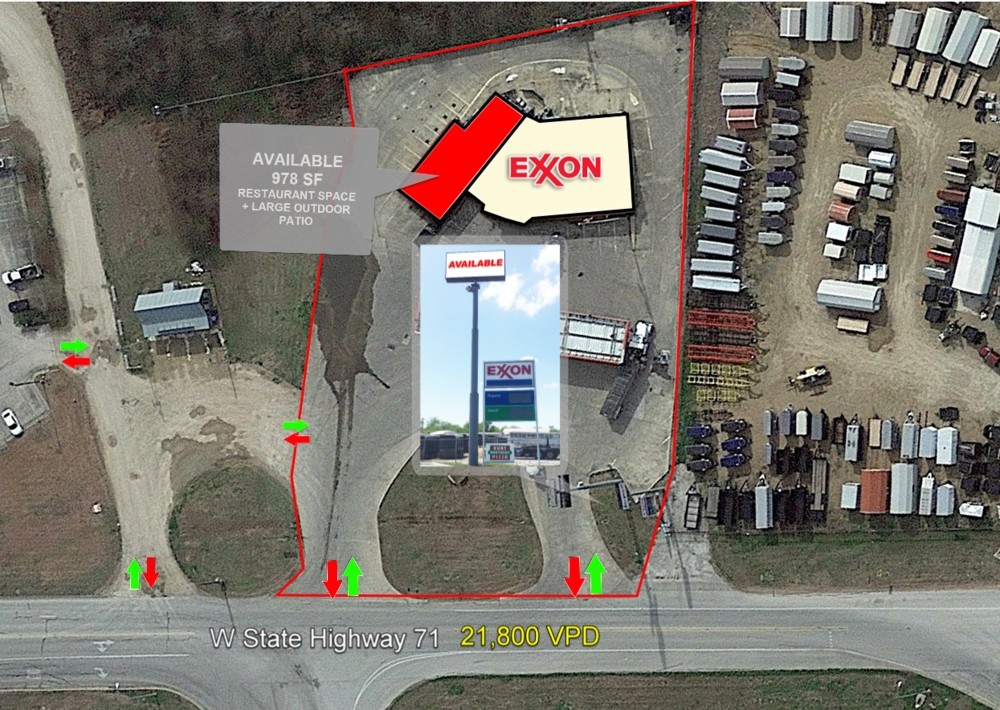 AVAILABLE
978 SF
RESTAURANT SPACE
+ LARGE OUTDOOR
PATIO
EXXON
AVAILABLE
EXXON
W State Highway 71 21,800 VPD